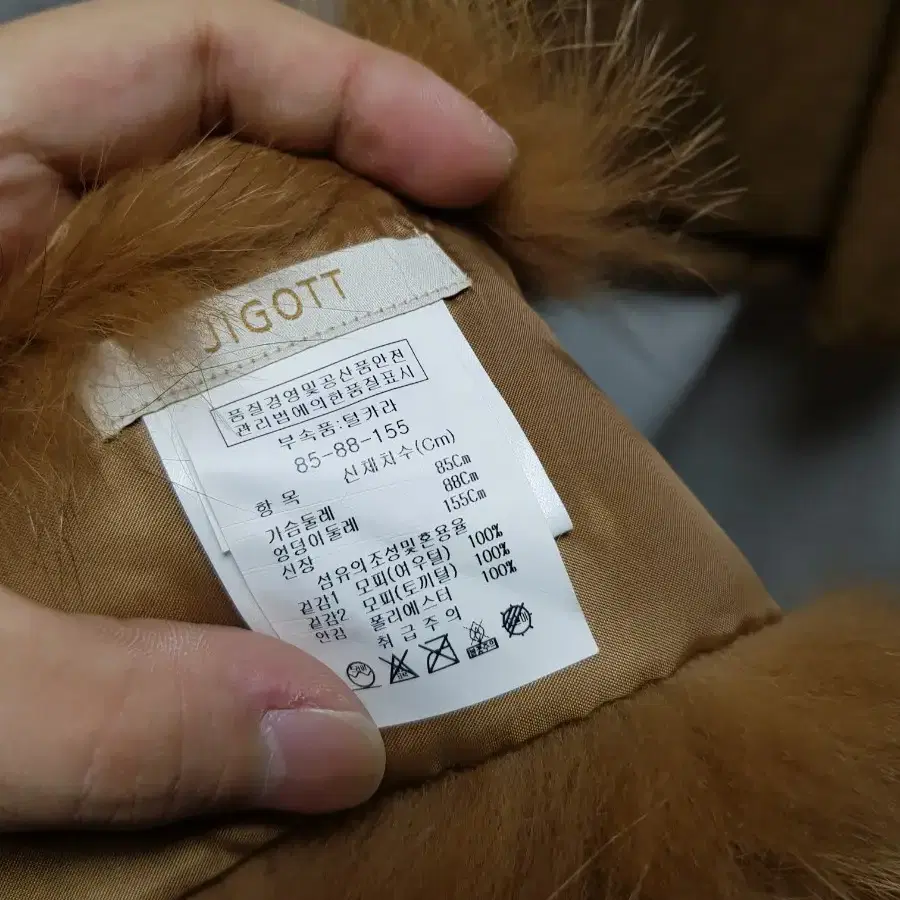 JIGOTT
품질경영및공산품안전
관리법에의한품질표시
부속품:털카라
85-88-155
항 목 신체치수(Cm)
가슴둘레 85Cm
엉덩이둘레 88Cm
신장 155Cm
섬유의조성및혼용율
겉감1 모피(여우털) 100%
겉감2 모피(토끼털) 100%
안감 폴리에스터 100%
취급주의